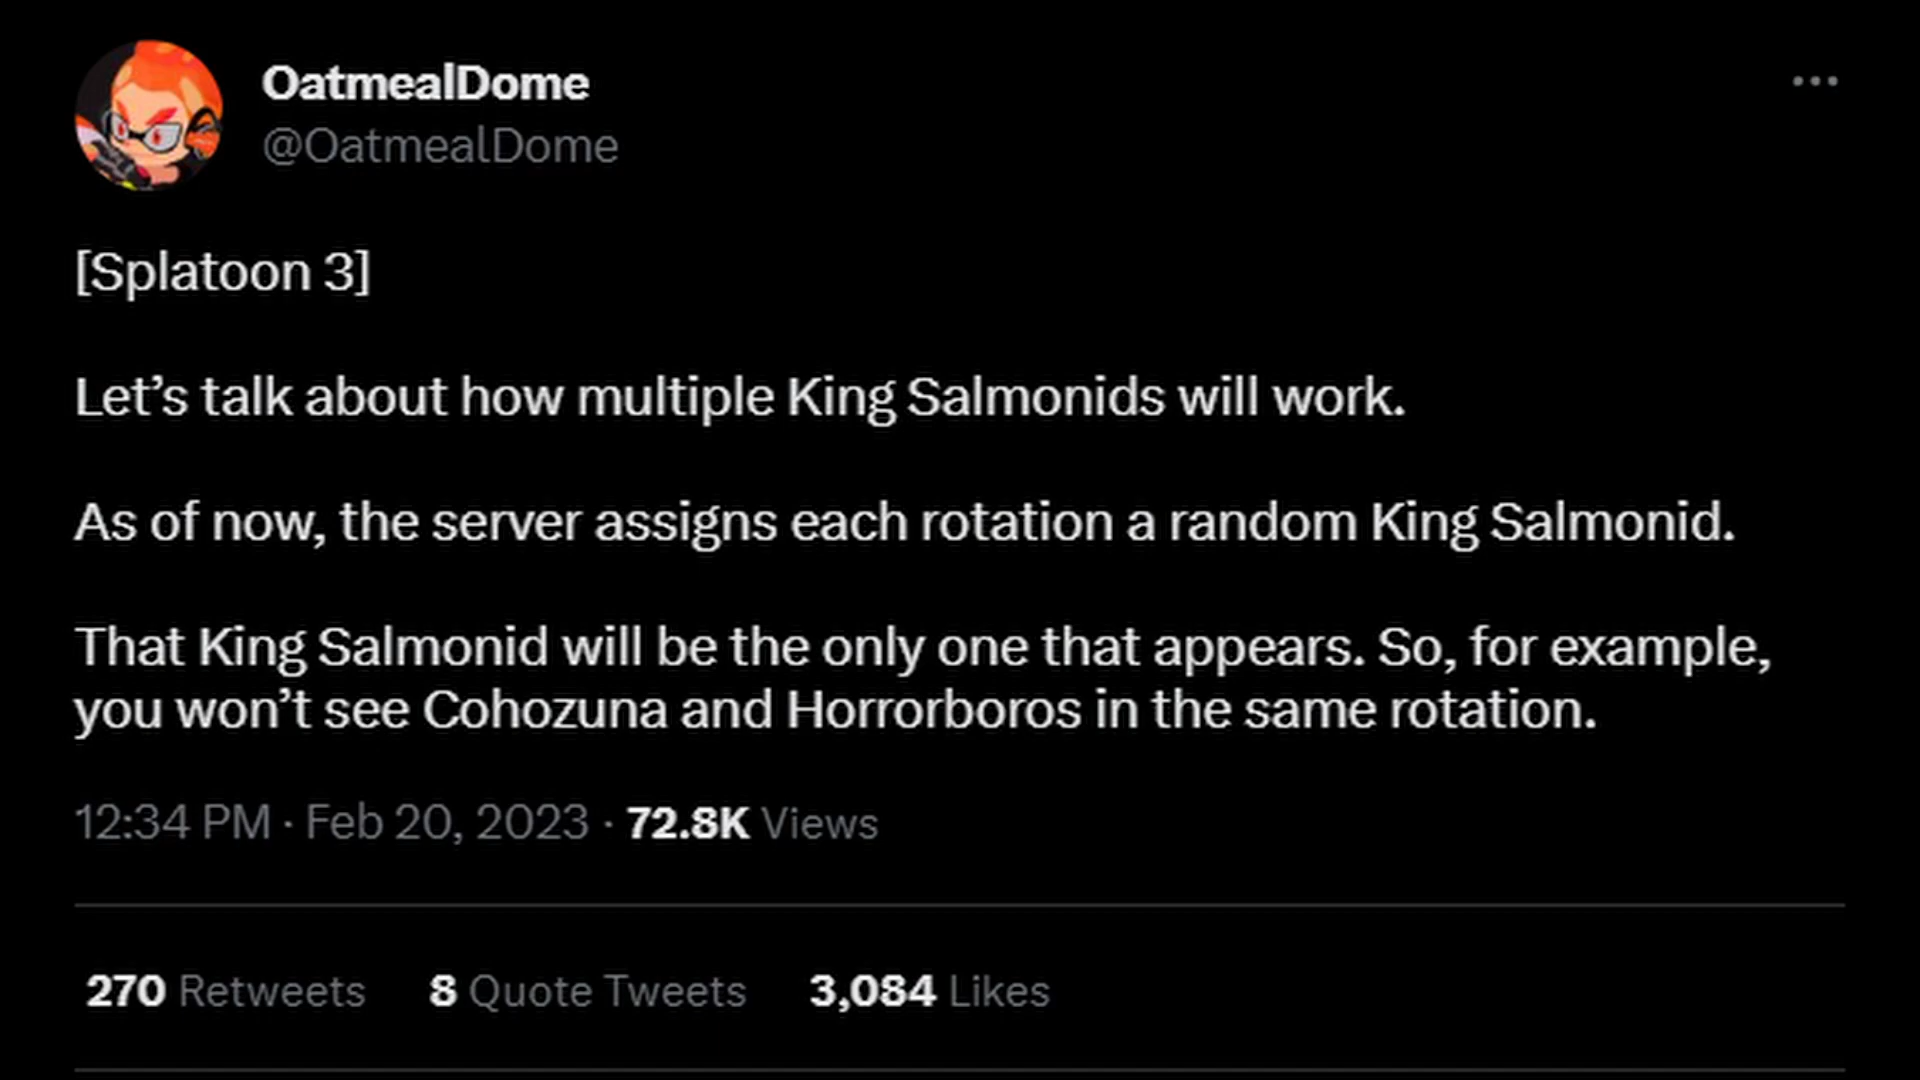 OatmealDome
@OatmealDome
[Splatoon 3]
Let’s talk about how multiple King Salmonids will work.
As of now, the server assigns each rotation a random King Salmonid.
That King Salmonid will be the only one that appears. So, for example,
you won’t see Cohozuna and Horrorboros in the same rotation.
12:34 PM · Feb 20, 2023 · 72.8K Views
270 Retweets 8 Quote Tweets 3,084 Likes